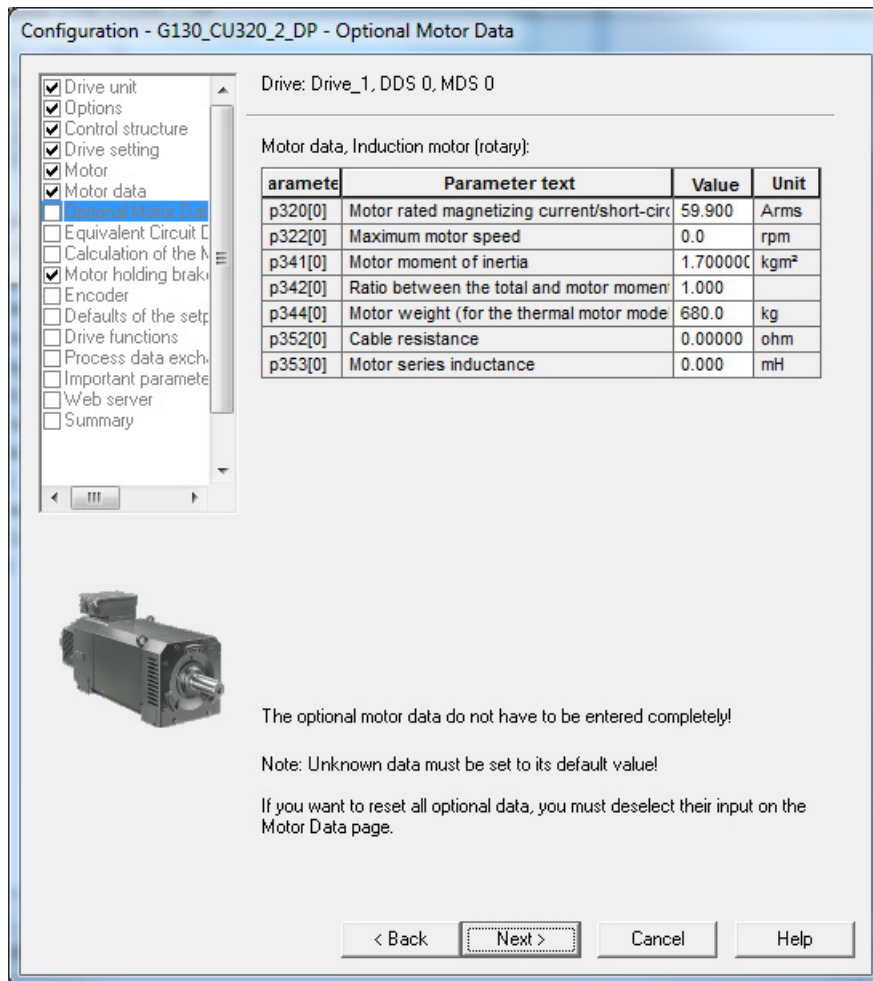 Configuration - G130_CU320_2_DP - Optional Motor Data
Drive unit
Options
Control structure
Drive setting
Motor
Motor data
Optional Motor Dat
Equivalent Circuit D
Calculation of the M
Motor holding brake
Encoder
Defaults of the setp
Drive functions
Process data exch
Important paramete
Web server
Summary
Drive: Drive_1, DDS 0, MDS 0
Motor data, Induction motor (rotary):
aramete Parameter text Value Unit
p320[0] Motor rated magnetizing current/short-circ 59.900 Arms
p322[0] Maximum motor speed 0.0 rpm
p341[0] Motor moment of inertia 1.700000 kgm²
p342[0] Ratio between the total and motor moment 1.000
p344[0] Motor weight (for the thermal motor model 680.0 kg
p352[0] Cable resistance 0.00000 ohm
p353[0] Motor series inductance 0.000 mH
The optional motor data do not have to be entered completely!
Note: Unknown data must be set to its default value!
If you want to reset all optional data, you must deselect their input on the
Motor Data page.
< Back Next > Cancel Help